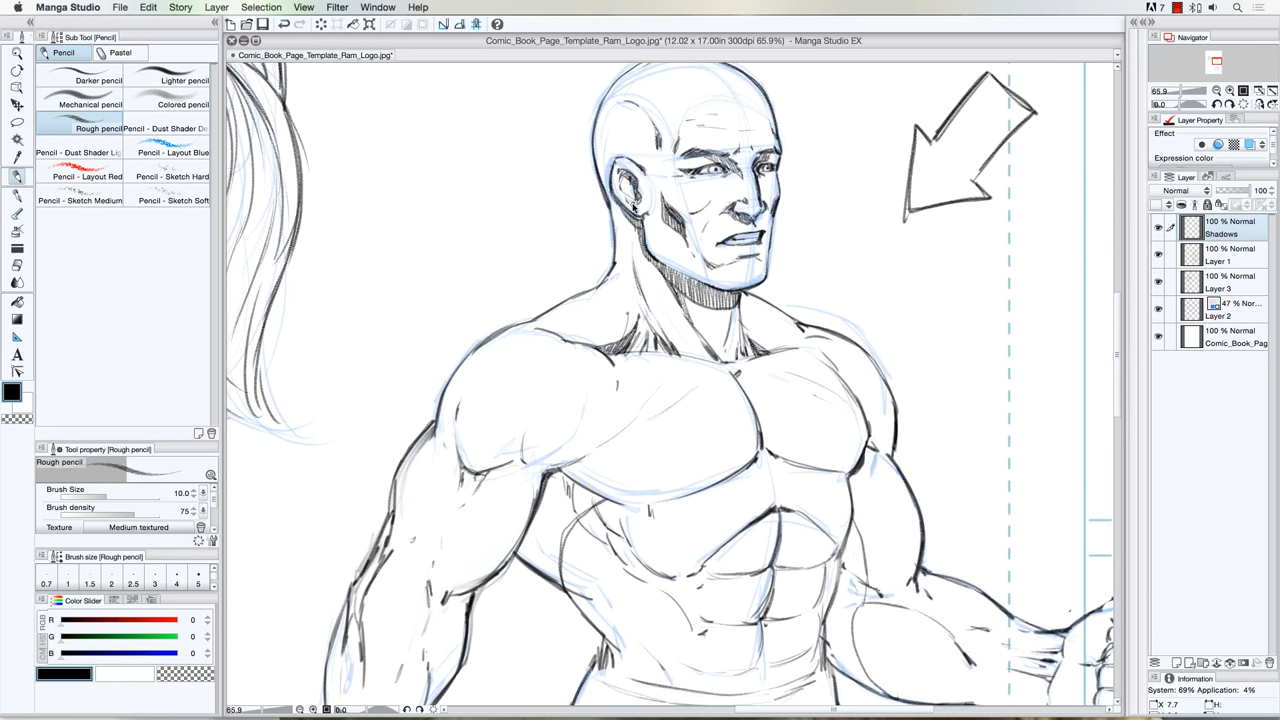 Manga Studio File Edit Story Layer Selection View Filter Window Help
7
Sub Tool [Pencil]
Comic_Book_Page_Template_Ram_Logo.jpg* (12.02 x 17.00in 300dpi 65.9%) - Manga Studio EX
Navigator
Pencil Pastel
Comic_Book_Page_Template_Ram_Logo.jpg*
Darker pencil Lighter pencil
Mechanical pencil Colored pencil
Rough pencil Pencil - Dust Shader De
Pencil - Dust Shader Lig Pencil - Layout Blue
Pencil - Layout Red Pencil - Sketch Hard
Pencil - Sketch Medium Pencil - Sketch Soft
65.9
0.0
Layer Property
Effect
Expression color
Layer
Normal 100
100 % Normal
Shadows
100 % Normal
Layer 1
100 % Normal
Layer 3
47 % Nor...
Layer 2
100 % Normal
Comic_Book_Pag
A
Tool property [Rough pencil]
Rough pencil
Brush Size 10.0
Brush density 75
Texture Medium textured
Brush size [Rough pencil]
0.7 1 1.5 2 2.5 3 4 5
Color Slider
RGB
R 0
G 0
B 0
65.9 0.0
Information
System: 69% Application: 4%
X 7.7 H: